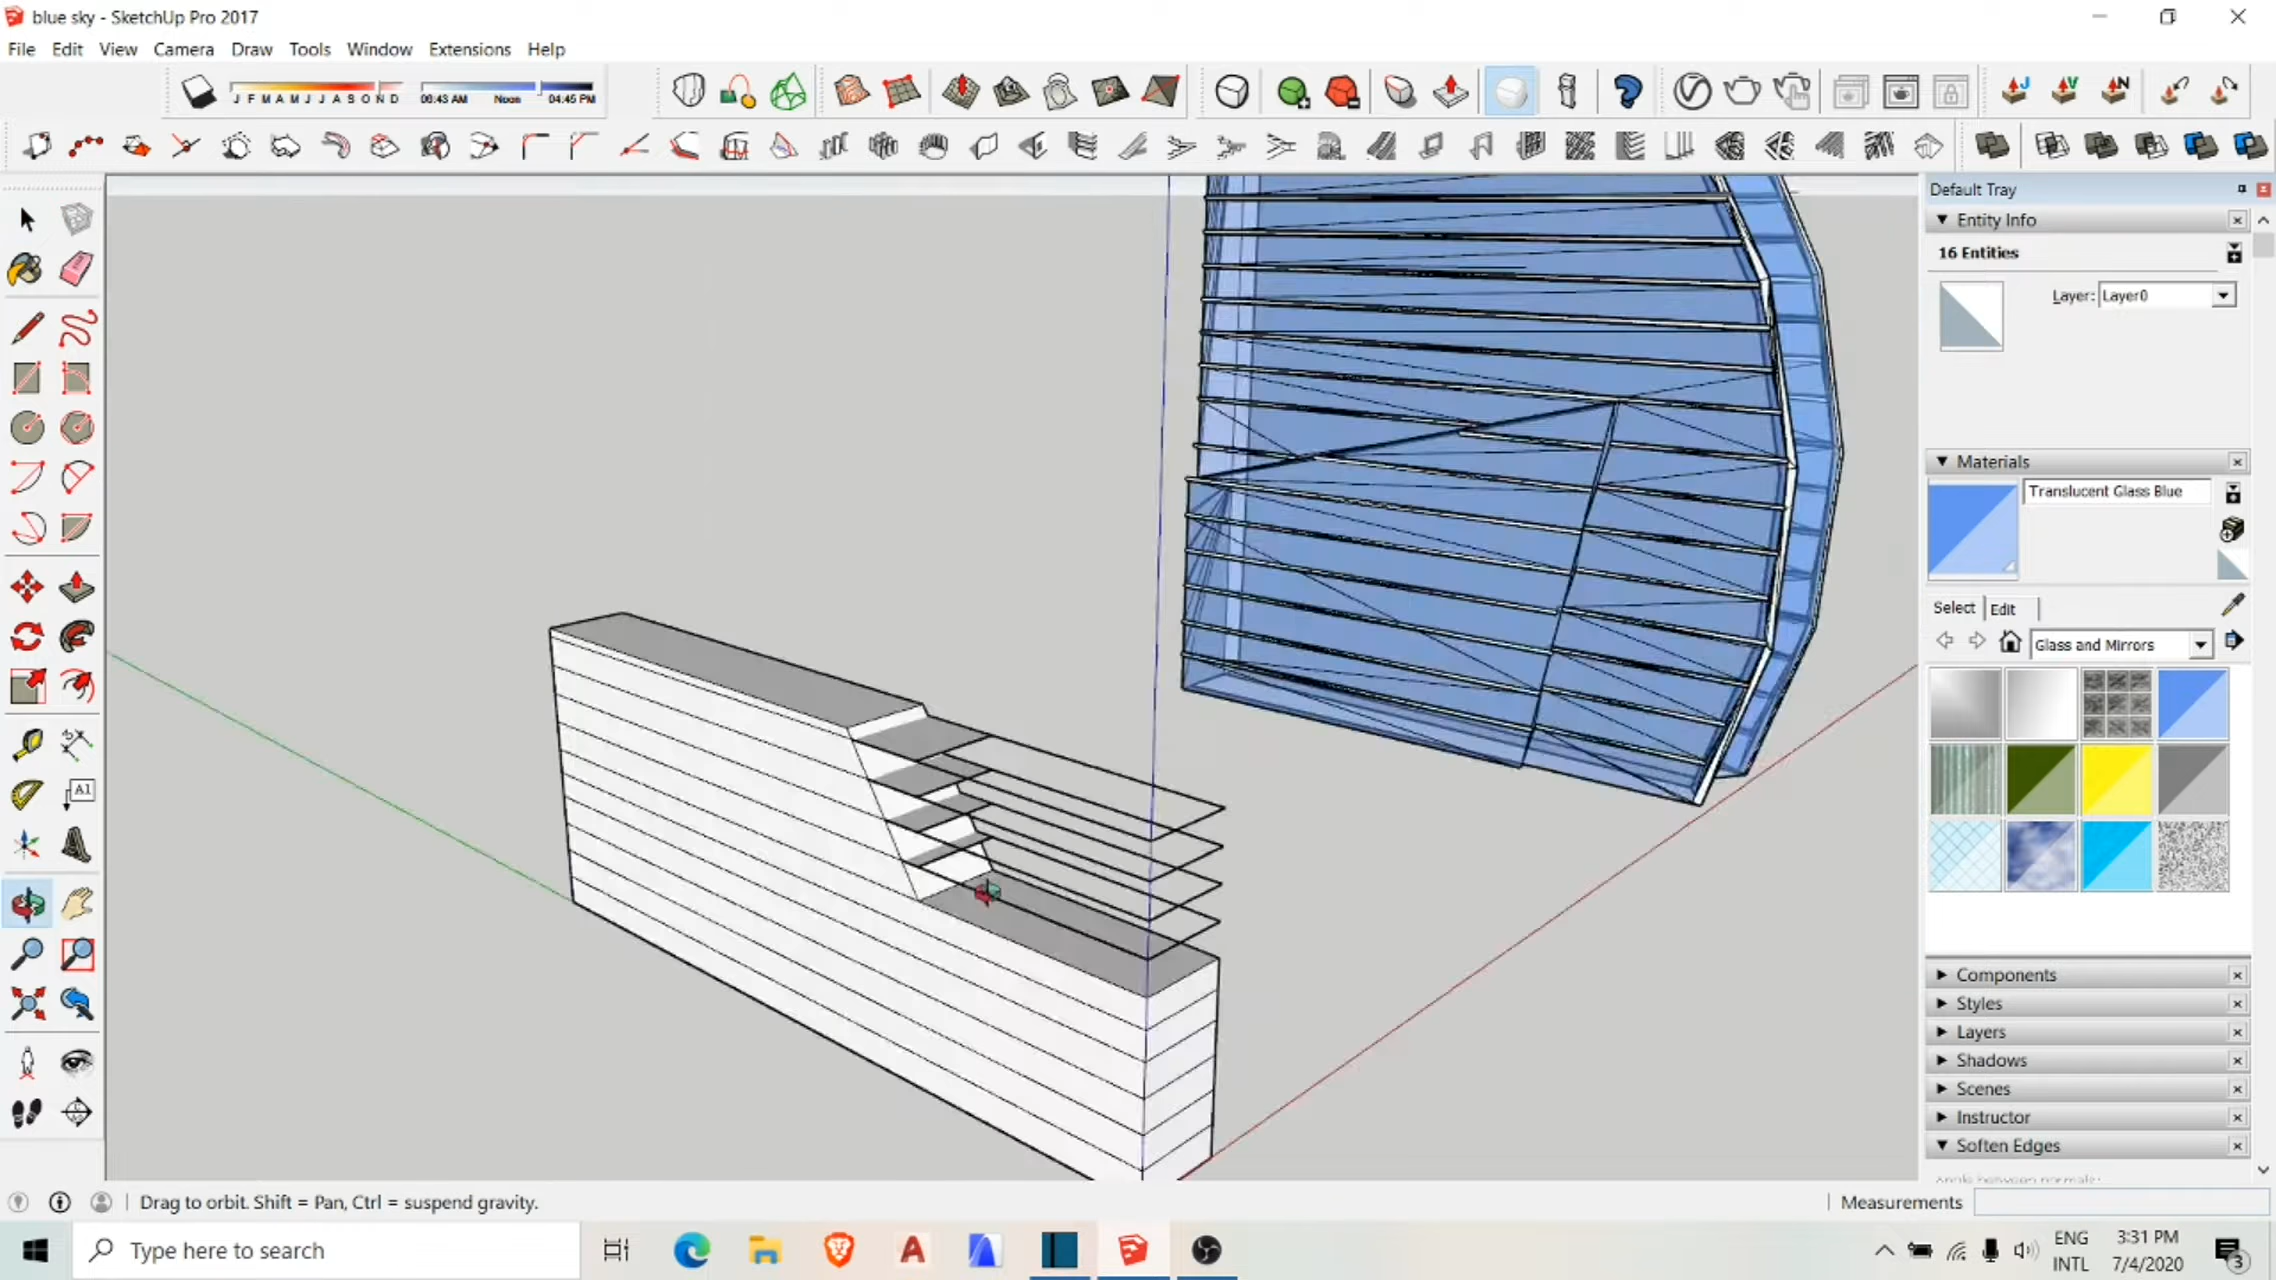 blue sky - SketchUp Pro 2017
File Edit View Camera Draw Tools Window Extensions Help
J F M A M J J A S O N D
06:43 AM Noon 04:45 PM
J V N
Default Tray
Entity Info
16 Entities
Layer: Layer0
Materials
Translucent Glass Blue
Select Edit
Glass and Mirrors
A1
Components
Styles
Layers
Shadows
Scenes
Instructor
Soften Edges
Drag to orbit. Shift = Pan, Ctrl = suspend gravity.
Measurements
Type here to search
ENG
INTL
3:31 PM
7/4/2020
3